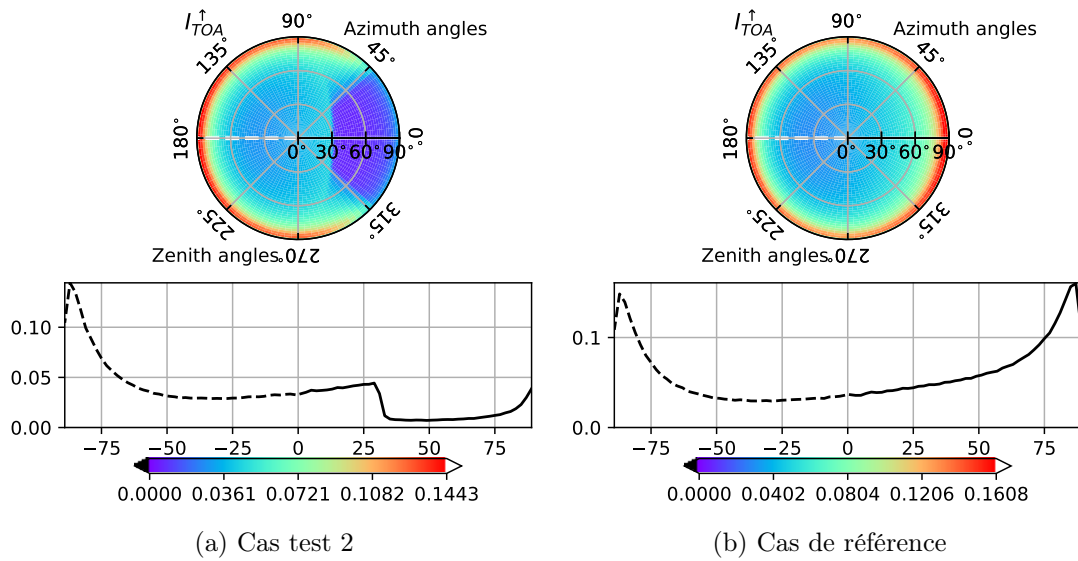 I↑TOA
90°
Azimuth angles
135°
45°
180°
0°
0° 30° 60° 90°
225°
315°
Zenith angles
270°
0.10
0.05
0.00
−75 −50 −25 0 25 50 75
0.0000 0.0361 0.0721 0.1082 0.1443
(a) Cas test 2
I↑TOA
90°
Azimuth angles
135°
45°
180°
0°
0° 30° 60° 90°
225°
315°
Zenith angles
270°
0.1
0.0
−75 −50 −25 0 25 50 75
0.0000 0.0402 0.0804 0.1206 0.1608
(b) Cas de référence